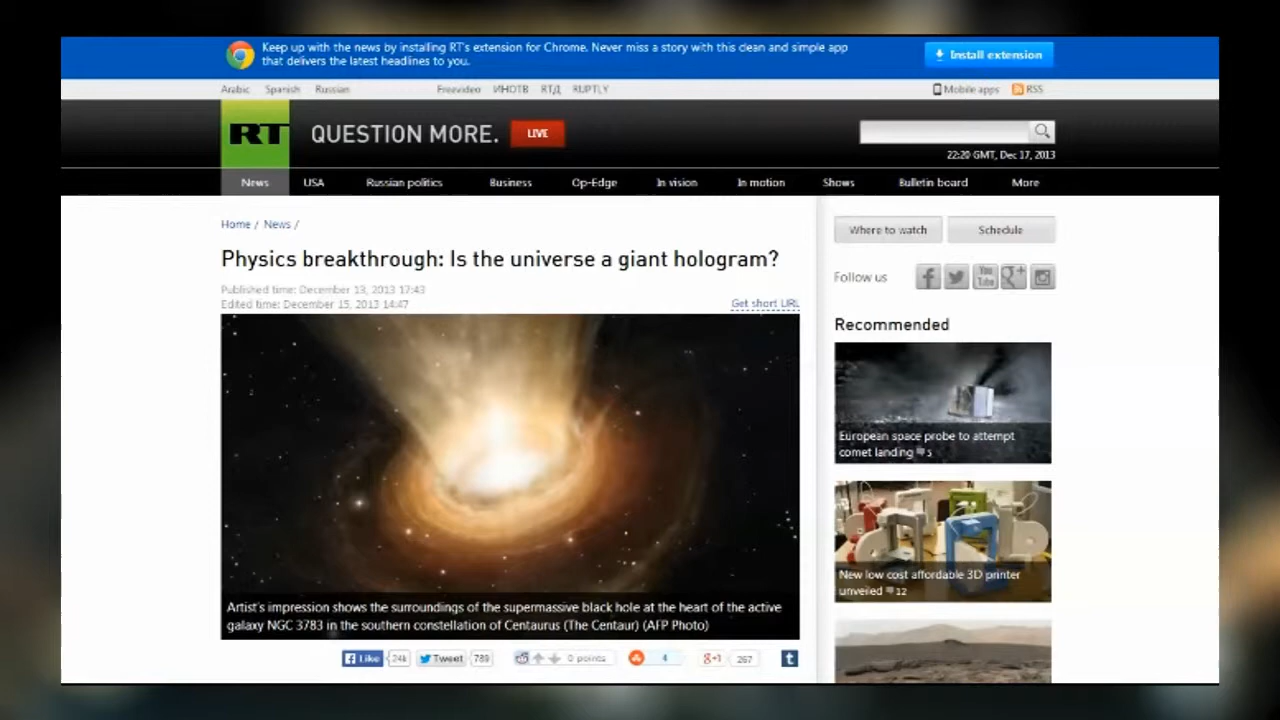 Keep up with the news by installing RT's extension for Chrome. Never miss a story with this clean and simple app
that delivers the latest headlines to you.
Install extension
Arabic Spanish Russian Freevideo ИНОТВ RTД RUPTLY Mobile apps RSS
RT QUESTION MORE. LIVE
22:20 GMT, Dec 17, 2013
News USA Russian politics Business Op-Edge In vision In motion Shows Bulletin board More
Home / News /
Physics breakthrough: Is the universe a giant hologram?
Published time: December 13, 2013 17:43
Edited time: December 15, 2013 14:47
Get short URL
Artist's impression shows the surroundings of the supermassive black hole at the heart of the active
galaxy NGC 3783 in the southern constellation of Centaurus (The Centaur) (AFP Photo)
Like 24k Tweet 789 0 points 4 g+1 267 t
Where to watch Schedule
Follow us f You Tube g+
Recommended
European space probe to attempt
comet landing 5
New low cost affordable 3D printer
unveiled 12